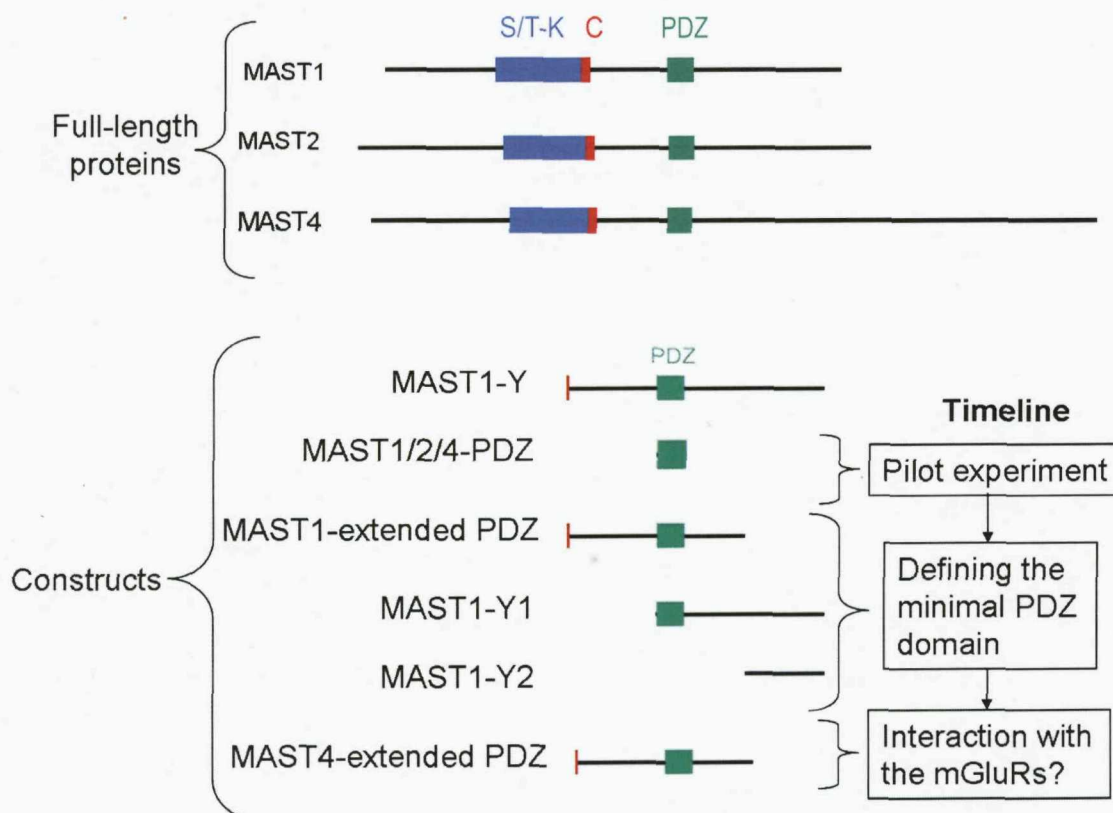 S/T-K C PDZ
MAST1
Full-length
proteins
MAST2
MAST4
PDZ
MAST1-Y
Timeline
MAST1/2/4-PDZ
Pilot experiment
MAST1-extended PDZ
Constructs
Defining the
minimal PDZ
domain
MAST1-Y1
MAST1-Y2
MAST4-extended PDZ
Interaction with
the mGluRs?